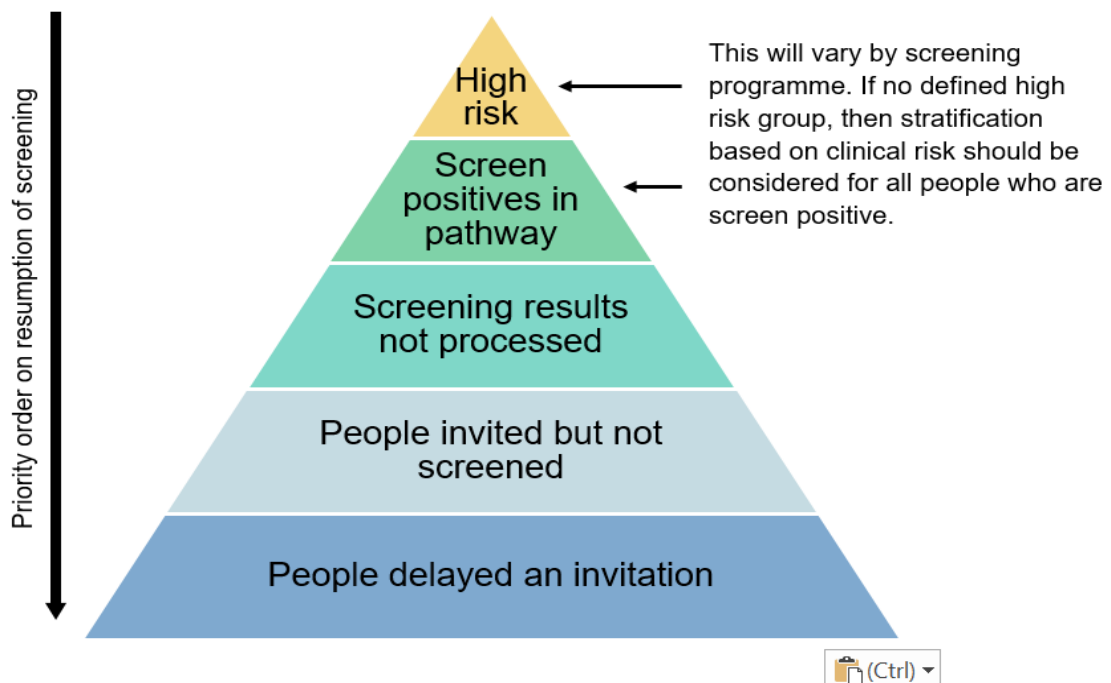 Priority order on resumption of screening
High
risk
Screen
positives in
pathway
Screening results
not processed
People invited but not
screened
People delayed an invitation
This will vary by screening
programme. If no defined high
risk group, then stratification
based on clinical risk should be
considered for all people who are
screen positive.
(Ctrl)